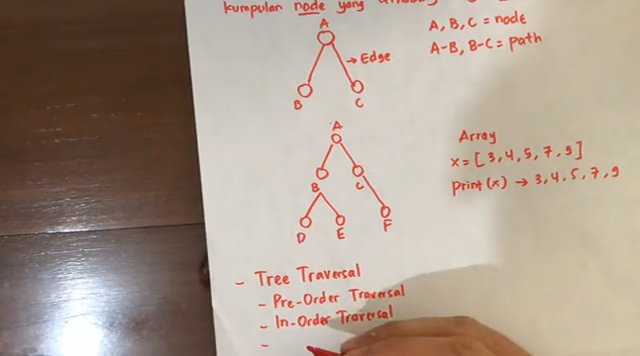 kumpulan node yang
A
Edge
B C
A, B, C = node
A-B, B-C = path
A
B C
D E F
Array
x = [3, 4, 5, 7, 9]
print(x) → 3, 4, 5, 7, 9
- Tree Traversal
- Pre-Order Traversal
- In-Order Traversal
-